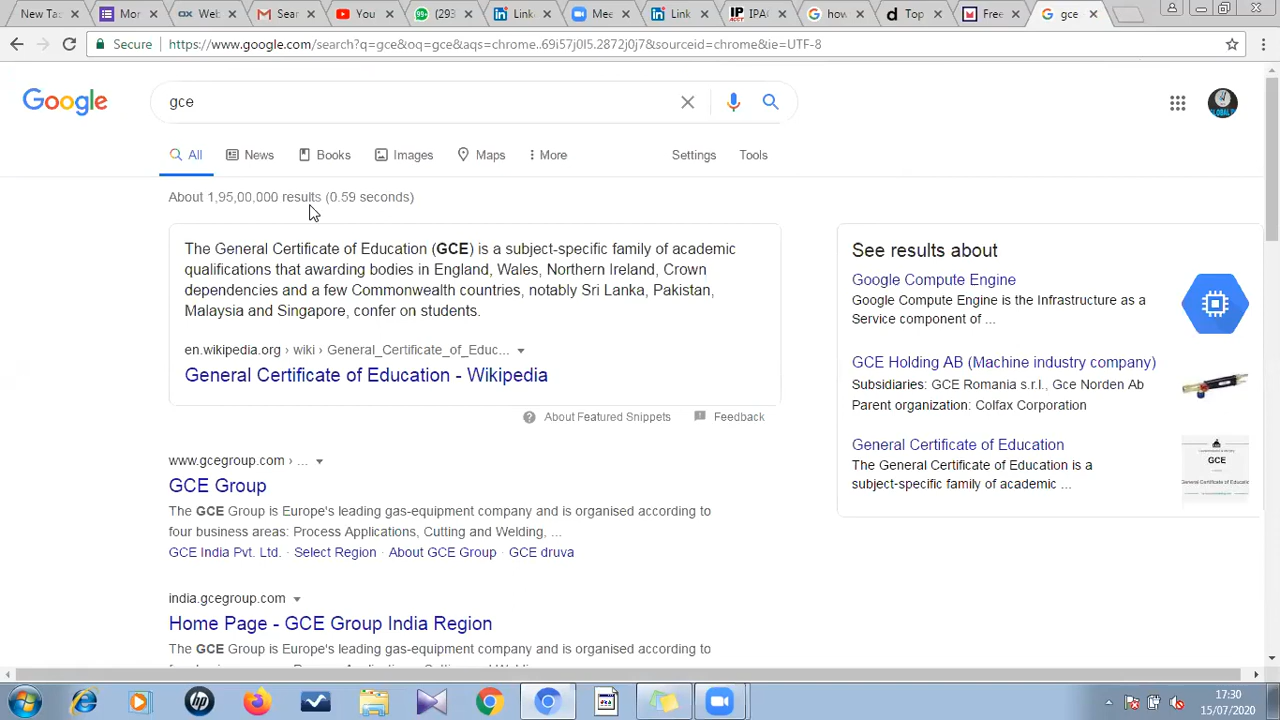 New Ta
Mor
Web
Sear
You
(293
Link
Mee
Link
IPA
how
Top
Free
gce
Secure
https://www.google.com/search?q=gce&oq=gce&aqs=chrome..69i57j0l5.2872j0j7&sourceid=chrome&ie=UTF-8
Google
gce
All
News
Books
Images
Maps
More
Settings
Tools
About 1,95,00,000 results (0.59 seconds)
The General Certificate of Education (GCE) is a subject-specific family of academic
qualifications that awarding bodies in England, Wales, Northern Ireland, Crown
dependencies and a few Commonwealth countries, notably Sri Lanka, Pakistan,
Malaysia and Singapore, confer on students.
en.wikipedia.org › wiki › General_Certificate_of_Educ...
General Certificate of Education - Wikipedia
About Featured Snippets
Feedback
www.gcegroup.com › ...
GCE Group
The GCE Group is Europe's leading gas-equipment company and is organised according to
four business areas: Process Applications, Cutting and Welding, ...
GCE India Pvt. Ltd. · Select Region · About GCE Group · GCE druva
india.gcegroup.com
Home Page - GCE Group India Region
The GCE Group is Europe's leading gas-equipment company and is organised according to
See results about
Google Compute Engine
Google Compute Engine is the Infrastructure as a
Service component of ...
GCE Holding AB (Machine industry company)
Subsidiaries: GCE Romania s.r.l., Gce Norden Ab
Parent organization: Colfax Corporation
General Certificate of Education
The General Certificate of Education is a
subject-specific family of academic ...
GCE
17:30
15/07/2020